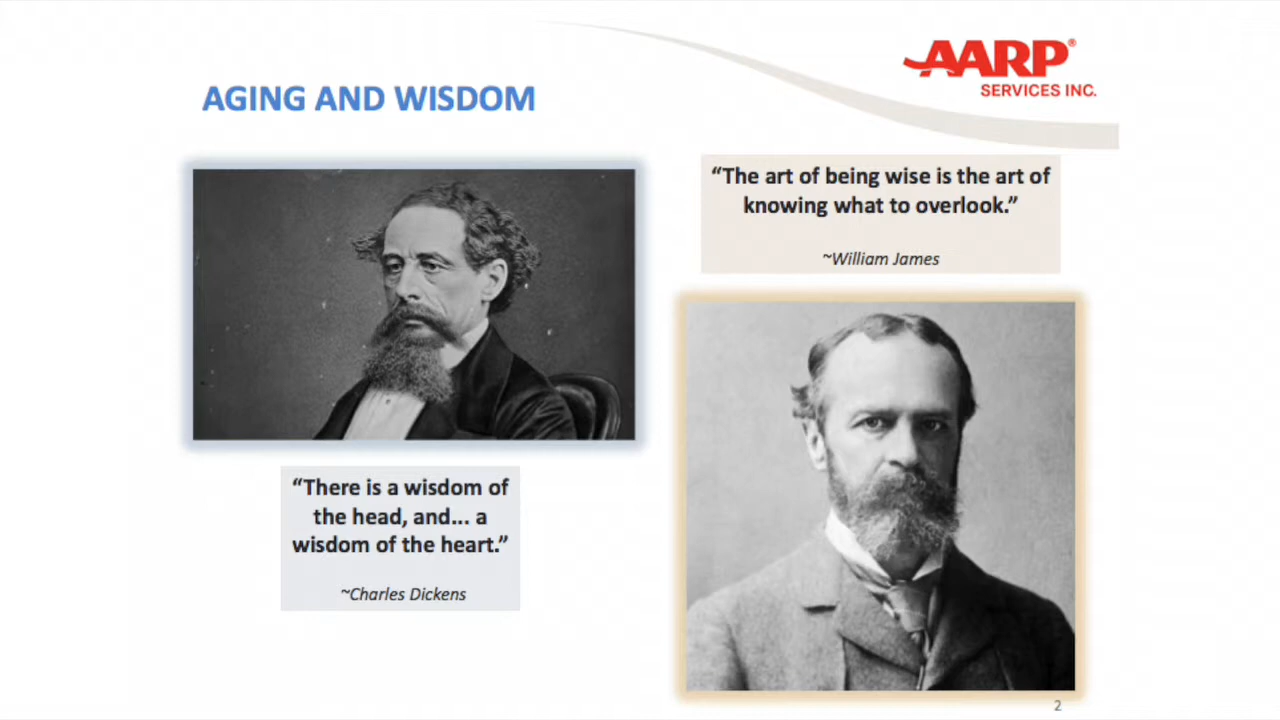 AARP®
SERVICES INC.
AGING AND WISDOM
“The art of being wise is the art of
knowing what to overlook.”
~William James
“There is a wisdom of
the head, and... a
wisdom of the heart.”
~Charles Dickens
2